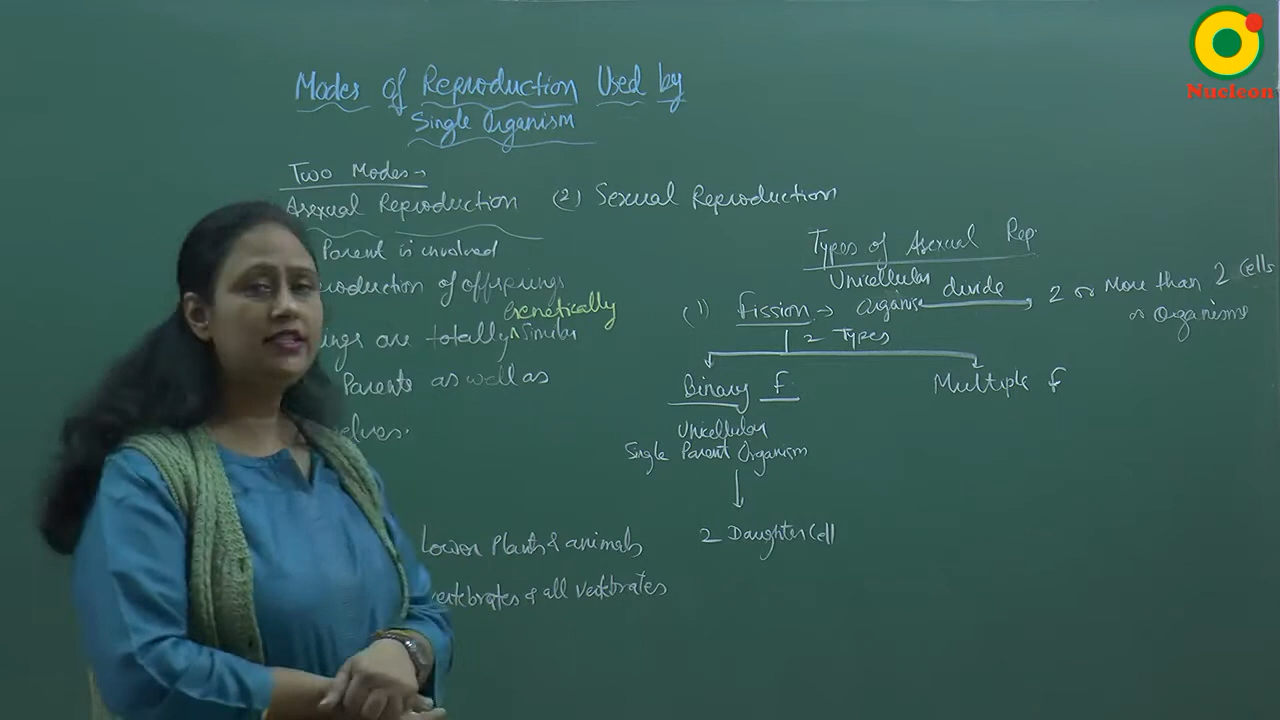 Nucleon
Modes of Reproduction Used by
Single Organism
Two Modes→
Asexual Reproduction (2) Sexual Reproduction
Parent is involved
roduction of offsprings
Genetically
ings are totally ^ Similar
Parents as well as
selves.
Lower Plants & animals
vertebrates & all vertebrates
Types of Asexual Rep.
(1) Fission → Unicellular
Organism divide 2 or More than 2 Cells
or Organisms
2 Types
Binary f. Multiple f
Unicellular
Single Parent Organism
2 Daughter Cell